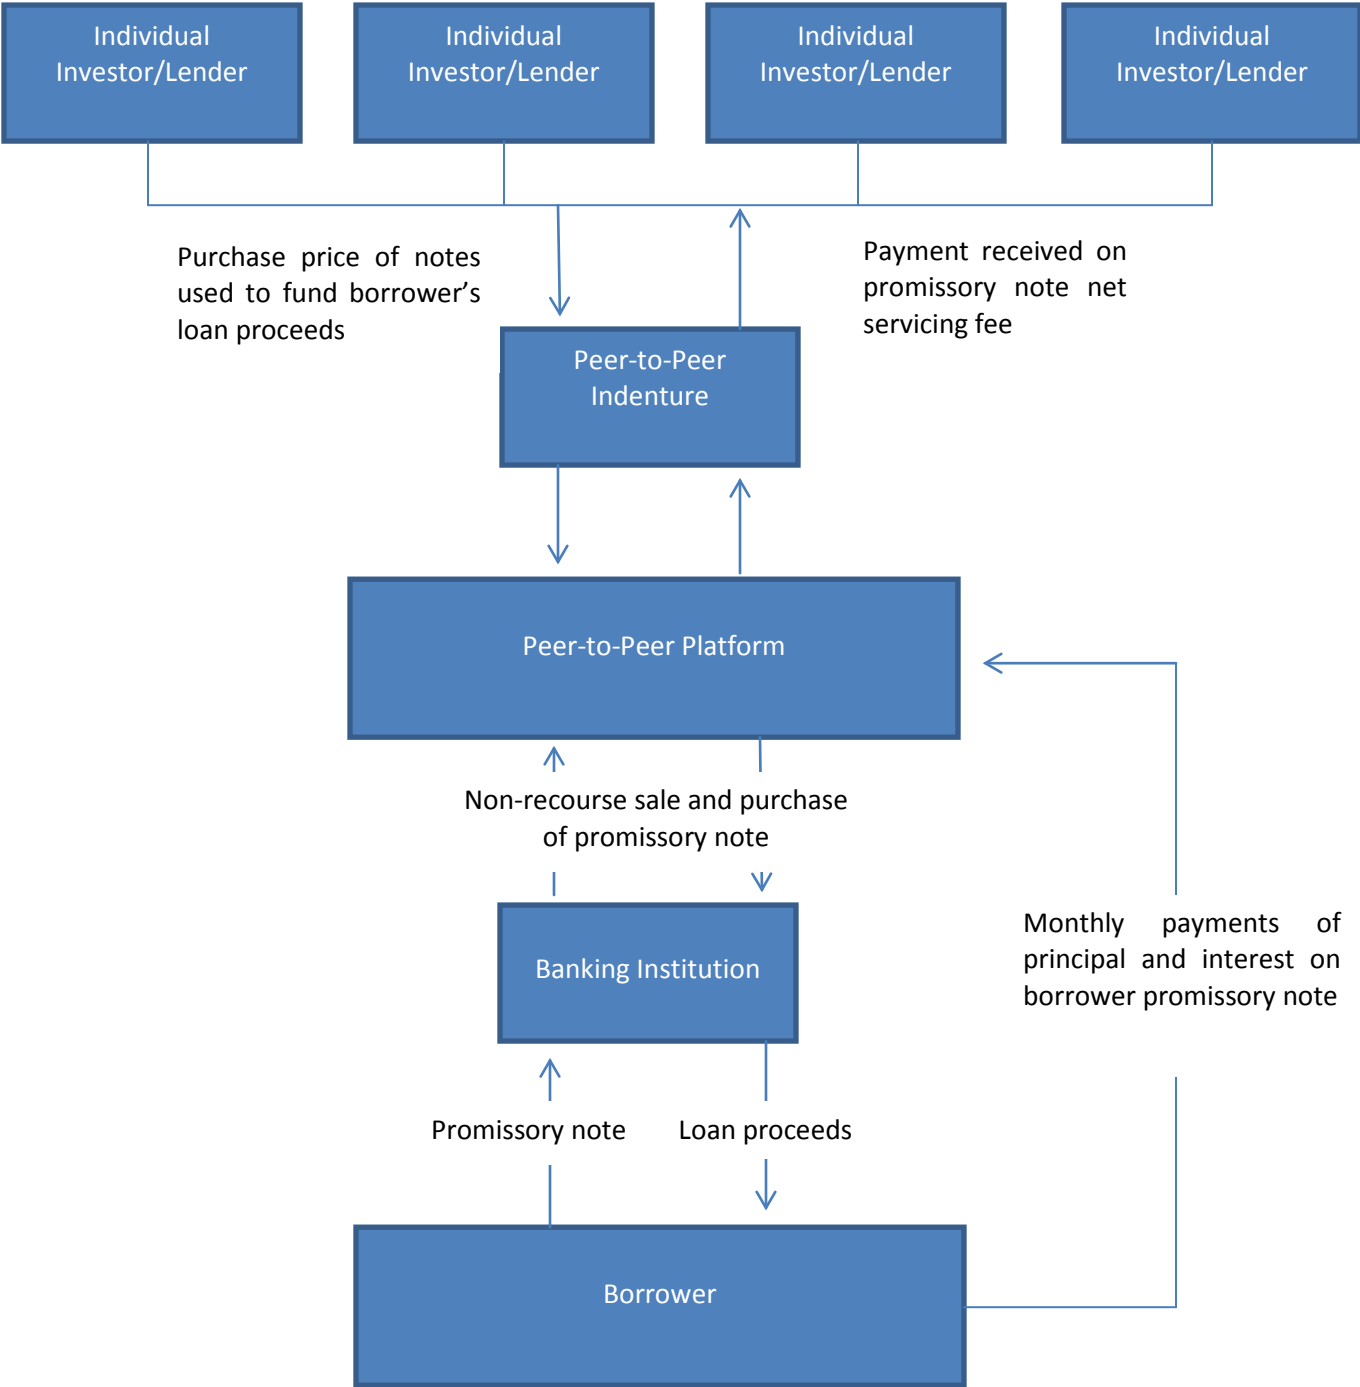 Individual
Investor/Lender
Individual
Investor/Lender
Individual
Investor/Lender
Individual
Investor/Lender
Purchase price of notes
used to fund borrower’s
loan proceeds
Payment received on
promissory note net
servicing fee
Peer-to-Peer
Indenture
Peer-to-Peer Platform
Non-recourse sale and purchase
of promissory note
Banking Institution
Monthly payments of
principal and interest on
borrower promissory note
Promissory note
Loan proceeds
Borrower